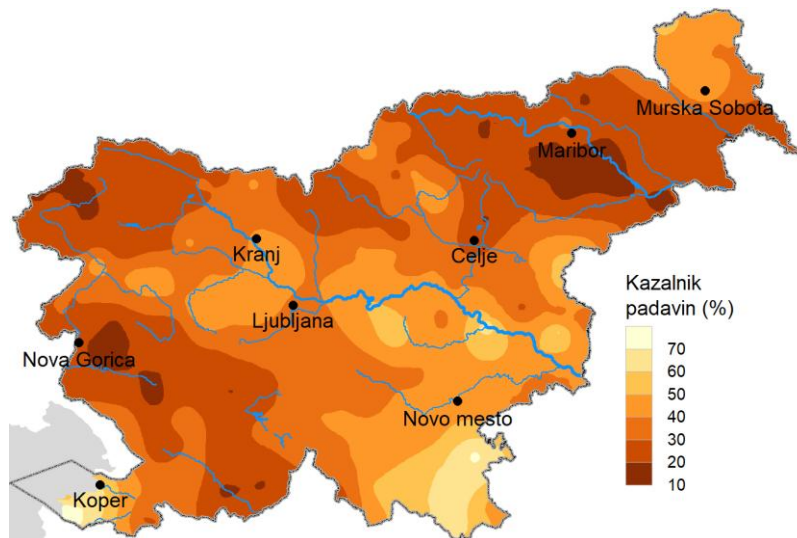 Murska Sobota
Maribor
Kranj
Celje
Ljubljana
Nova Gorica
Novo mesto
Koper
Kazalnik
padavin (%)
70
60
50
40
30
20
10